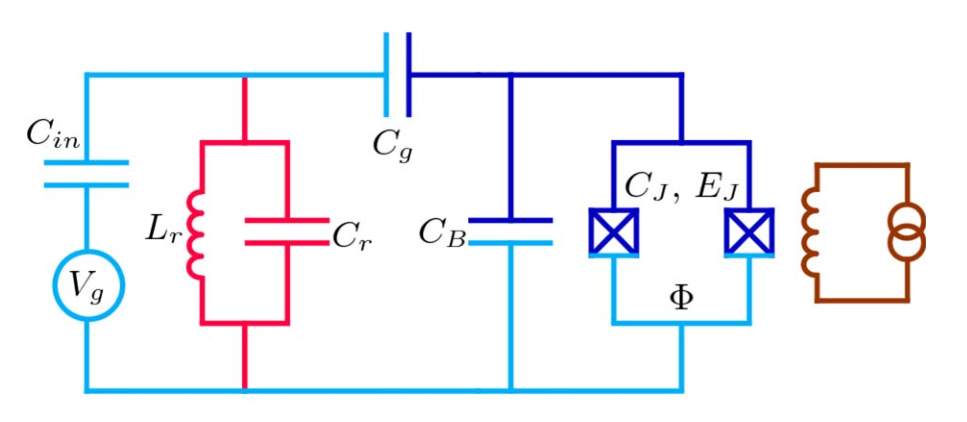 C_in
C_g
C_J, E_J
L_r
C_r
C_B
V_g
Φ